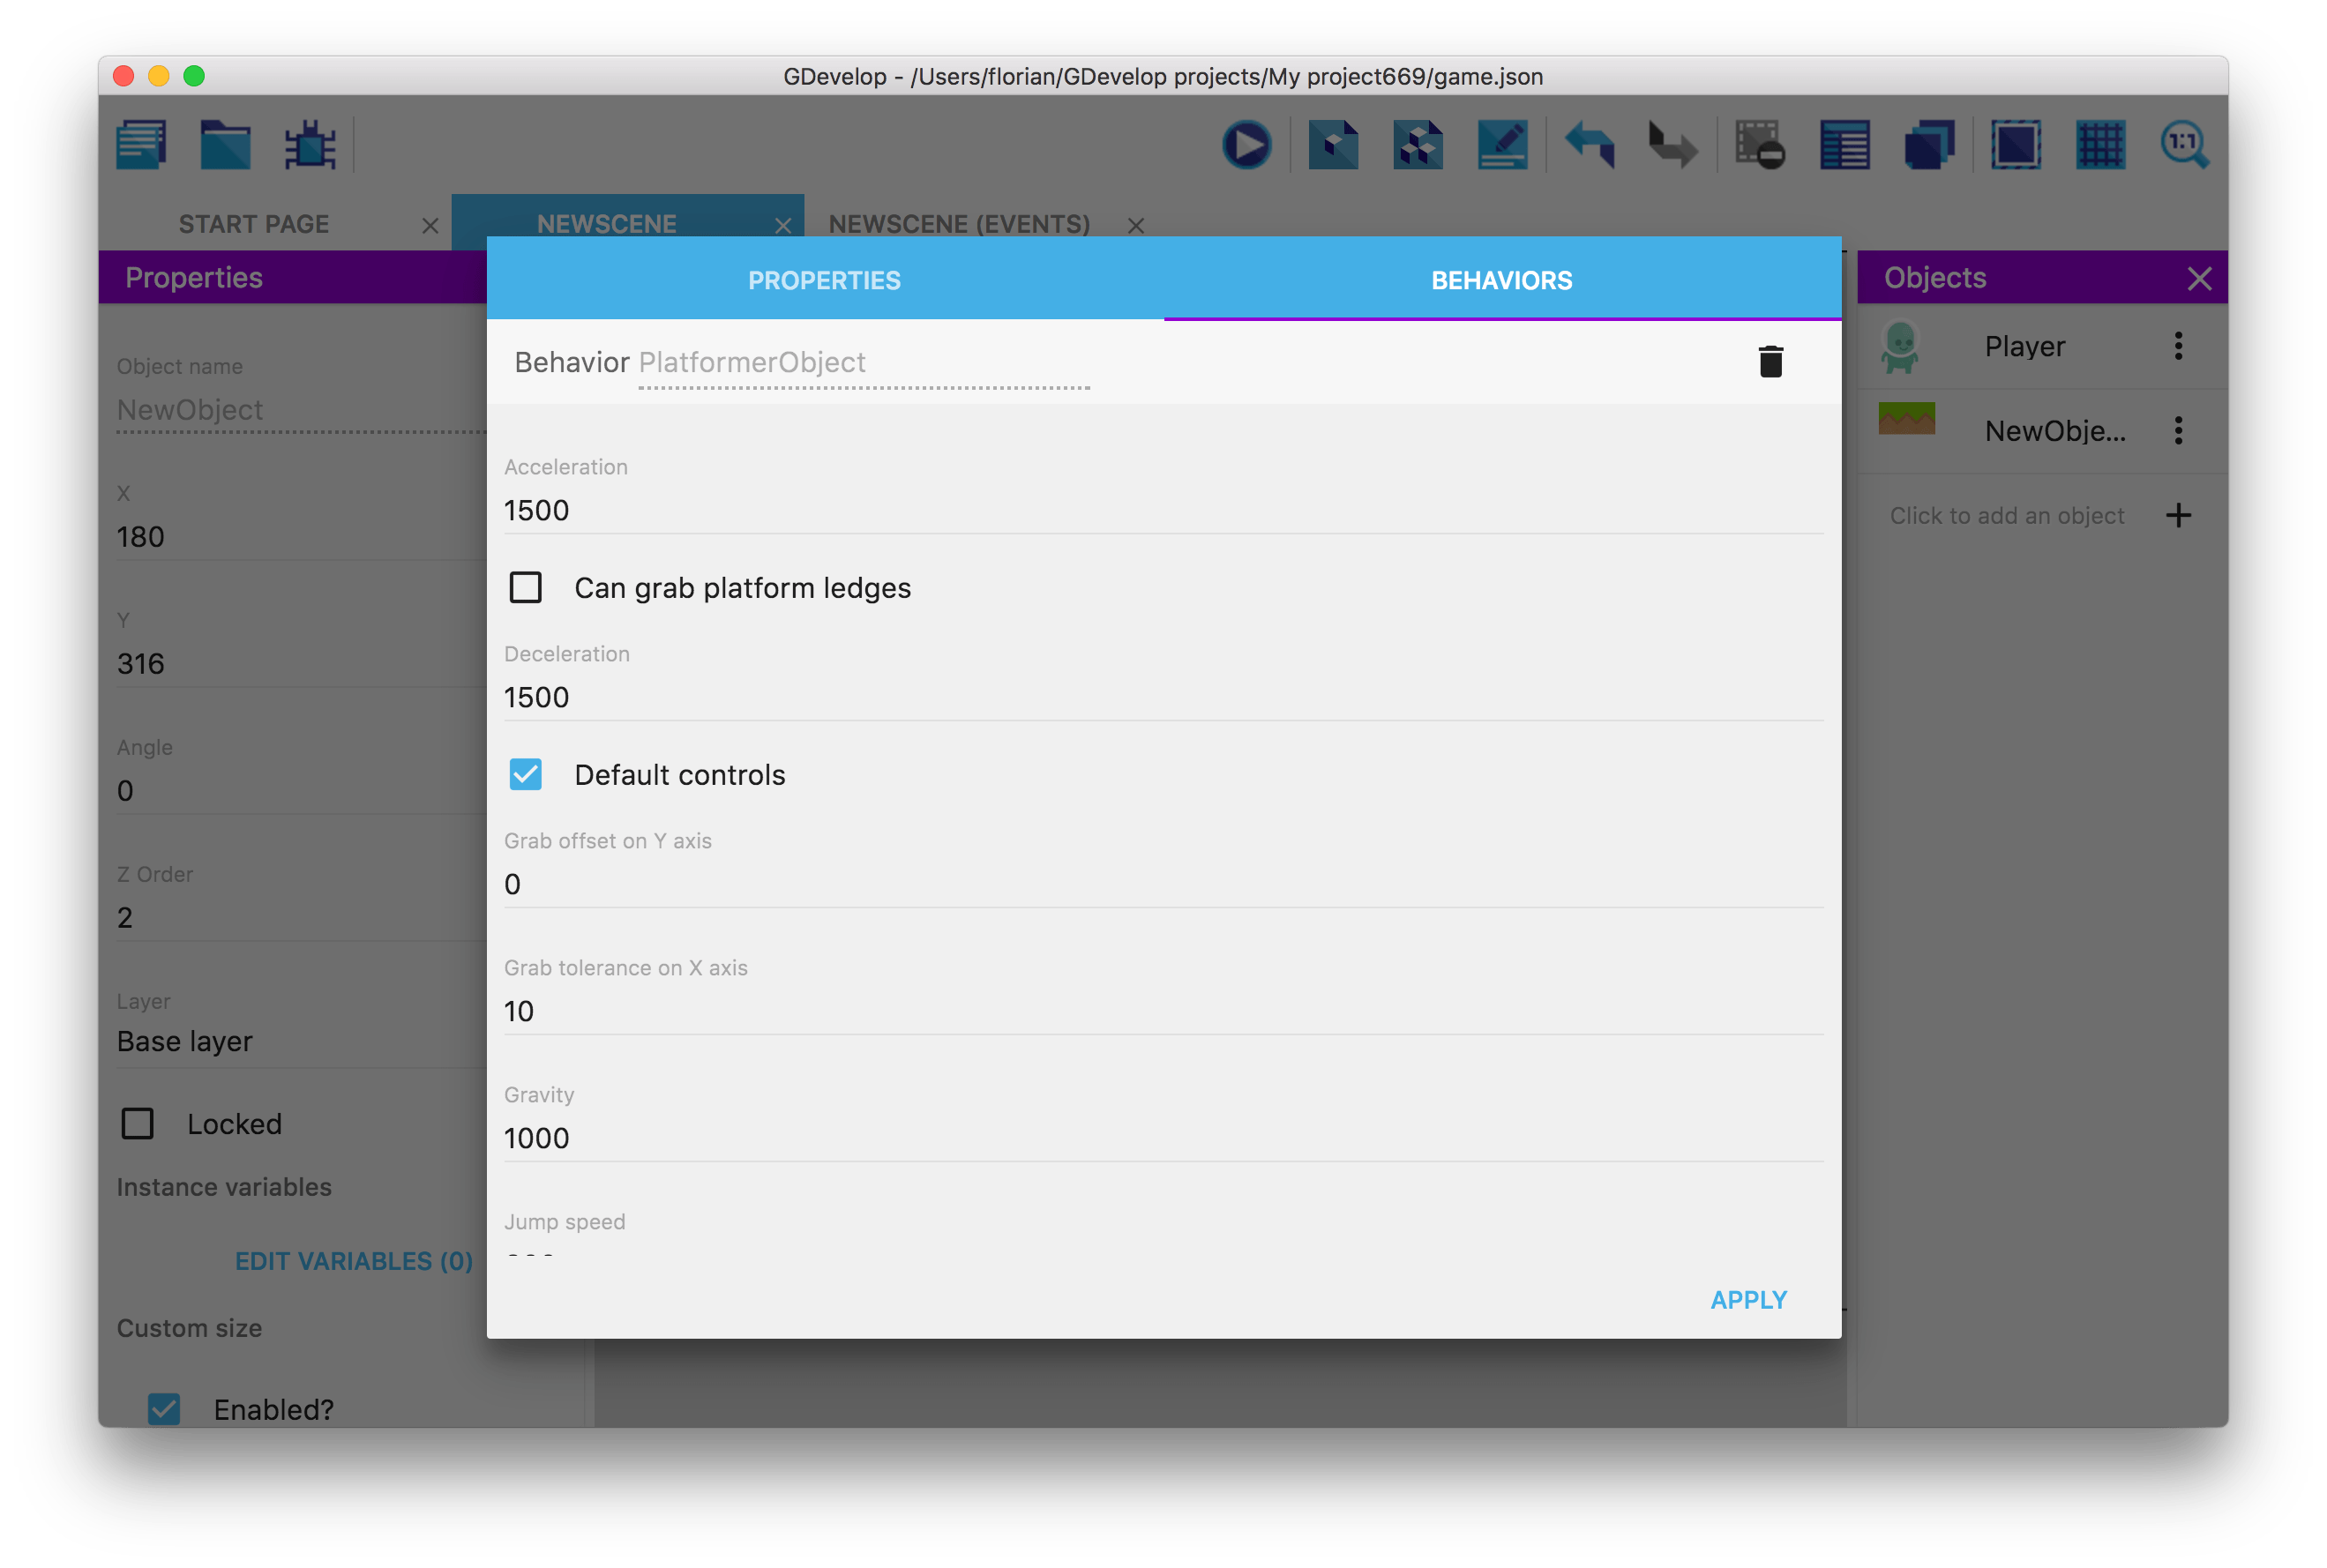 GDevelop - /Users/florian/GDevelop projects/My project669/game.json
1:1
START PAGE
NEWSCENE
NEWSCENE (EVENTS)
Properties
Object name
NewObject
X
180
Y
316
Angle
0
Z Order
2
Layer
Base layer
Locked
Instance variables
EDIT VARIABLES (0)
Custom size
Enabled?
PROPERTIES
BEHAVIORS
Behavior PlatformerObject
Acceleration
1500
Can grab platform ledges
Deceleration
1500
Default controls
Grab offset on Y axis
0
Grab tolerance on X axis
10
Gravity
1000
Jump speed
APPLY
Objects
Player
NewObje...
Click to add an object